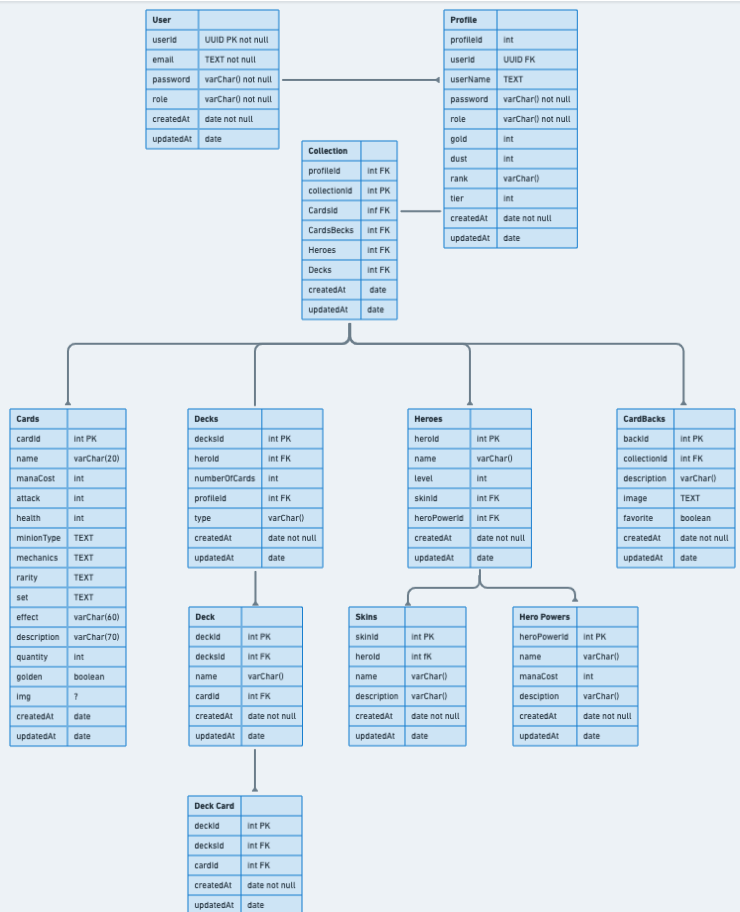 User
userId UUID PK not null
email TEXT not null
password varChar() not null
role varChar() not null
createdAt date not null
updatedAt date
Profile
profileId int
userId UUID FK
userName TEXT
password varChar() not null
role varChar() not null
gold int
dust int
rank varChar()
tier int
createdAt date not null
updatedAt date
Collection
profileId int FK
collectionId int PK
CardsId inf FK
CardsBecks int FK
Heroes int FK
Decks int FK
createdAt date
updatedAt date
Cards
cardId int PK
name varChar(20)
manaCost int
attack int
health int
minionType TEXT
mechanics TEXT
rarity TEXT
set TEXT
effect varChar(60)
description varChar(70)
quantity int
golden boolean
img ?
createdAt date
updatedAt date
Decks
decksId int PK
heroId int FK
numberOfCards int
profileId int FK
type varChar()
createdAt date not null
updatedAt date
Heroes
heroId int PK
name varChar()
level int
skinId int FK
heroPowerId int FK
createdAt date not null
updatedAt date
CardBacks
backId int PK
collectionId int FK
description varChar()
image TEXT
favorite boolean
createdAt date not null
updatedAt date
Deck
deckId int PK
decksId int FK
name varChar()
cardId int FK
createdAt date not null
updatedAt date
Skins
skinId int PK
heroId int fK
name varChar()
description varChar()
createdAt date not null
updatedAt date
Hero Powers
heroPowerId int PK
name varChar()
manaCost int
desciption varChar()
createdAt date not null
updatedAt date
Deck Card
deckId int PK
decksId int FK
cardId int FK
createdAt date not null
updatedAt date